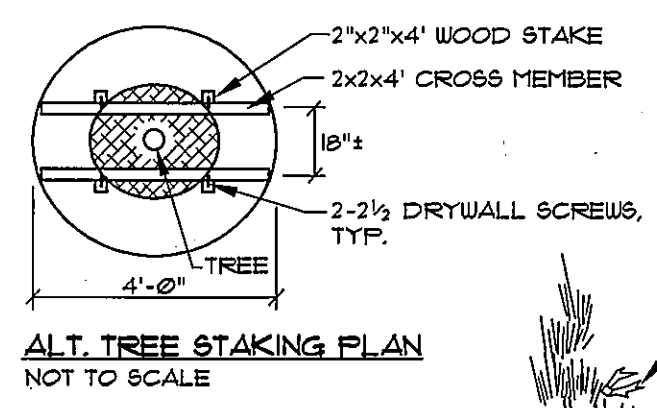 2"x2"x4' WOOD STAKE
2x2x4' CROSS MEMBER
18"±
2-2½ DRYWALL SCREWS,
TYP.
TREE
4'-0"
ALT. TREE STAKING PLAN
NOT TO SCALE